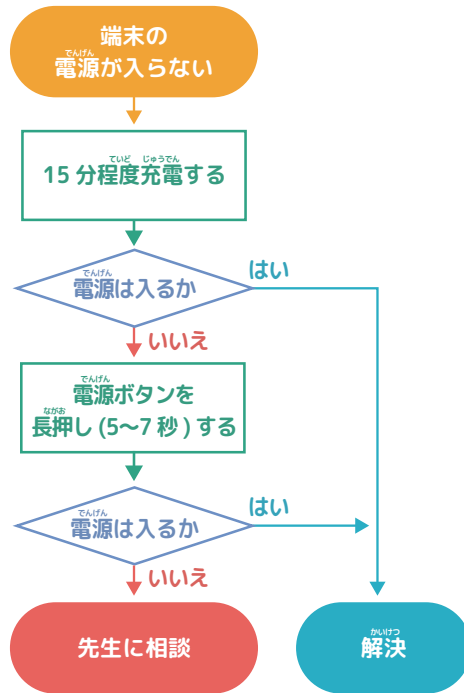 端末の
でんげん
電源が入らない
ていど じゅうでん
15分程度充電する
でんげん
電源は入るか
はい
いいえ
でんげん
電源ボタンを
ながお
長押し(5〜7秒)する
でんげん
電源は入るか
はい
いいえ
先生に相談
かいけつ
解決